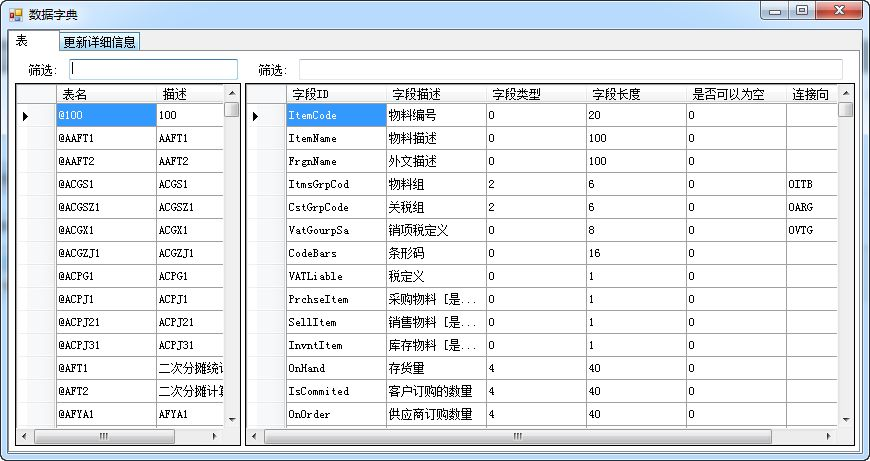 数据字典
表 更新详细信息
筛选: 筛选:
表名 描述 字段ID 字段描述 字段类型 字段长度 是否可以为空 连接向
@100 100 ItemCode 物料编号 0 20 0
@AAFT1 AAFT1 ItemName 物料描述 0 100 0
@AAFT2 AAFT2 FrgnName 外文描述 0 100 0
@ACGS1 ACGS1 ItmsGrpCod 物料组 2 6 0 OITB
@ACGSZ1 ACGSZ1 CstGrpCode 关税组 2 6 0 OARG
@ACGX1 ACGX1 VatGourpSa 销项税定义 0 8 0 OVTG
@ACGZJ1 ACGZJ1 CodeBars 条形码 0 16 0
@ACPG1 ACPG1 VATLiable 税定义 0 1 0
@ACPJ1 ACPJ1 PrchseItem 采购物料 [是... 0 1 0
@ACPJ21 ACPJ21 SellItem 销售物料 [是... 0 1 0
@ACPJ31 ACPJ31 InvntItem 库存物料 [是... 0 1 0
@AFT1 二次分摊统计 OnHand 存货量 4 40 0
@AFT2 二次分摊计算 IsCommited 客户订购的数量 4 40 0
@AFYA1 AFYA1 OnOrder 供应商订购数量 4 40 0